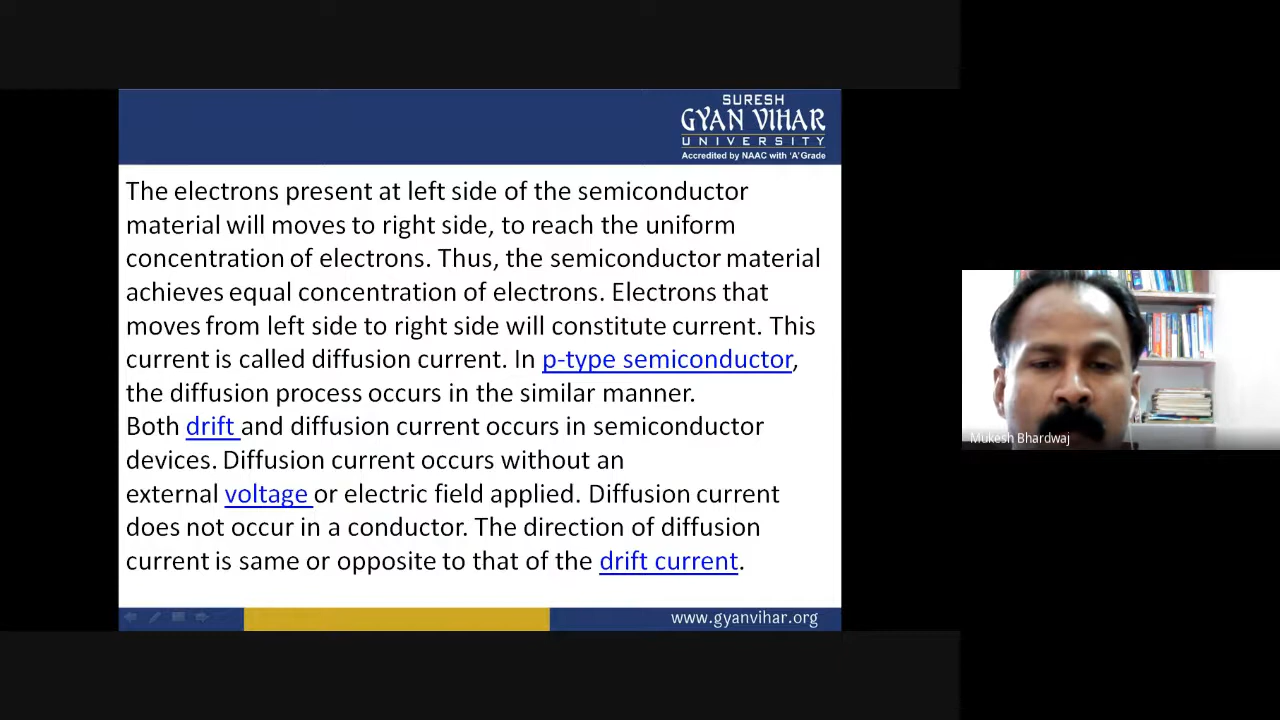 SURESH
GYAN VIHAR
UNIVERSITY
Accredited by NAAC with 'A' Grade
The electrons present at left side of the semiconductor
material will moves to right side, to reach the uniform
concentration of electrons. Thus, the semiconductor material
achieves equal concentration of electrons. Electrons that
moves from left side to right side will constitute current. This
current is called diffusion current. In p-type semiconductor,
the diffusion process occurs in the similar manner.
Both drift and diffusion current occurs in semiconductor
devices. Diffusion current occurs without an
external voltage or electric field applied. Diffusion current
does not occur in a conductor. The direction of diffusion
current is same or opposite to that of the drift current.
www.gyanvihar.org
Mukesh Bhardwaj